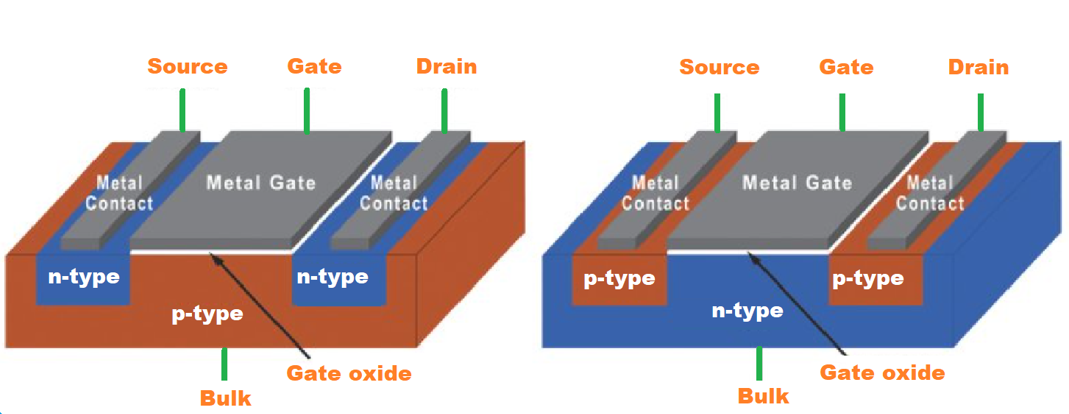 Source Gate Drain
Metal
Contact
Metal Gate
Metal
Contact
n-type
n-type
p-type
Gate oxide
Bulk
Source Gate Drain
Metal
Contact
Metal Gate
Metal
Contact
p-type
p-type
n-type
Gate oxide
Bulk